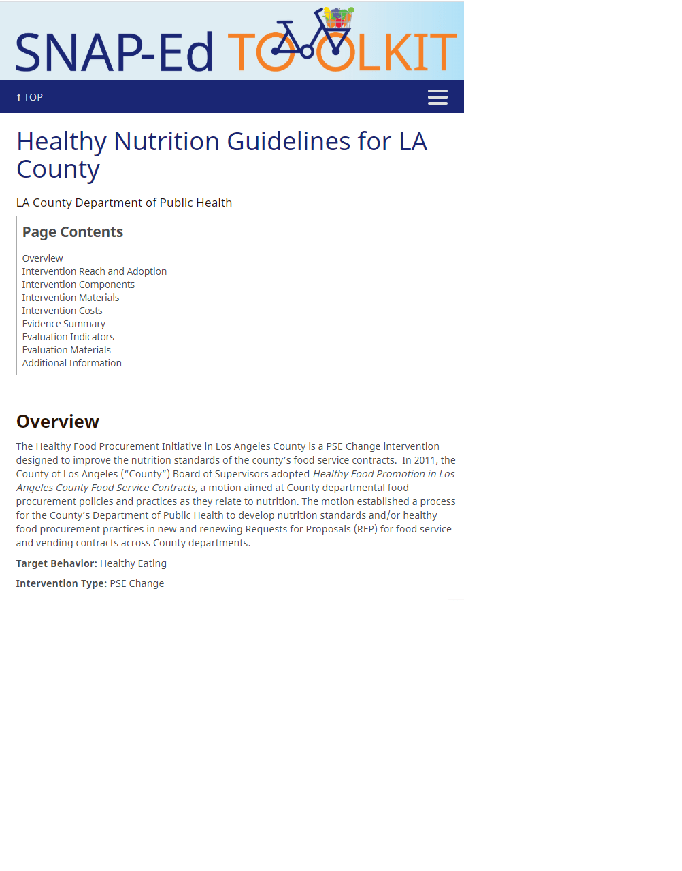 SNAP-Ed TOOLKIT
↑ TOP
Healthy Nutrition Guidelines for LA
County
LA County Department of Public Health
Page Contents
Overview
Intervention Reach and Adoption
Intervention Components
Intervention Materials
Intervention Costs
Evidence Summary
Evaluation Indicators
Evaluation Materials
Additional Information
Overview
The Healthy Food Procurement Initiative in Los Angeles County is a PSE Change intervention
designed to improve the nutrition standards of the county's food service contracts. In 2011, the
County of Los Angeles ("County") Board of Supervisors adopted Healthy Food Promotion in Los
Angeles County Food Service Contracts, a motion aimed at County departmental food
procurement policies and practices as they relate to nutrition. The motion established a process
for the County's Department of Public Health to develop nutrition standards and/or healthy
food procurement practices in new and renewing Requests for Proposals (RFP) for food service
and vending contracts across County departments.
Target Behavior: Healthy Eating
Intervention Type: PSE Change